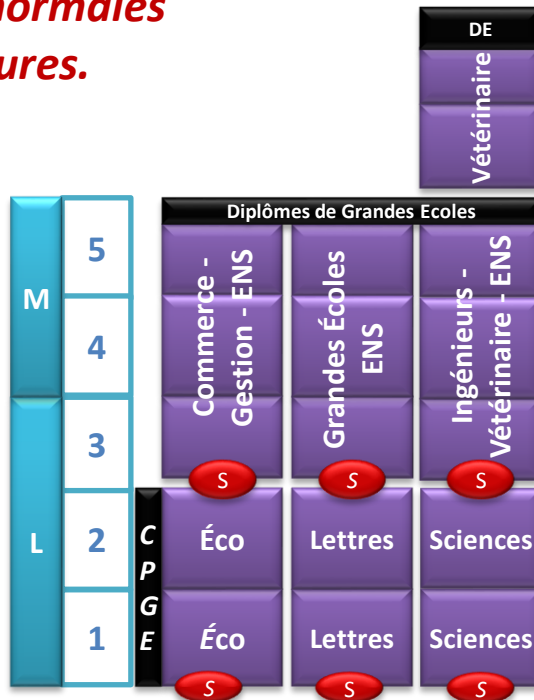 normales
ures.
DE
Vétérinaire
Diplômes de Grandes Ecoles
M
L
5
4
3
2
1
Commerce -
Gestion - ENS
Grandes Écoles
ENS
Ingénieurs -
Vétérinaire - ENS
S
S
S
CPGE
Éco
Lettres
Sciences
Éco
Lettres
Sciences
S
S
S